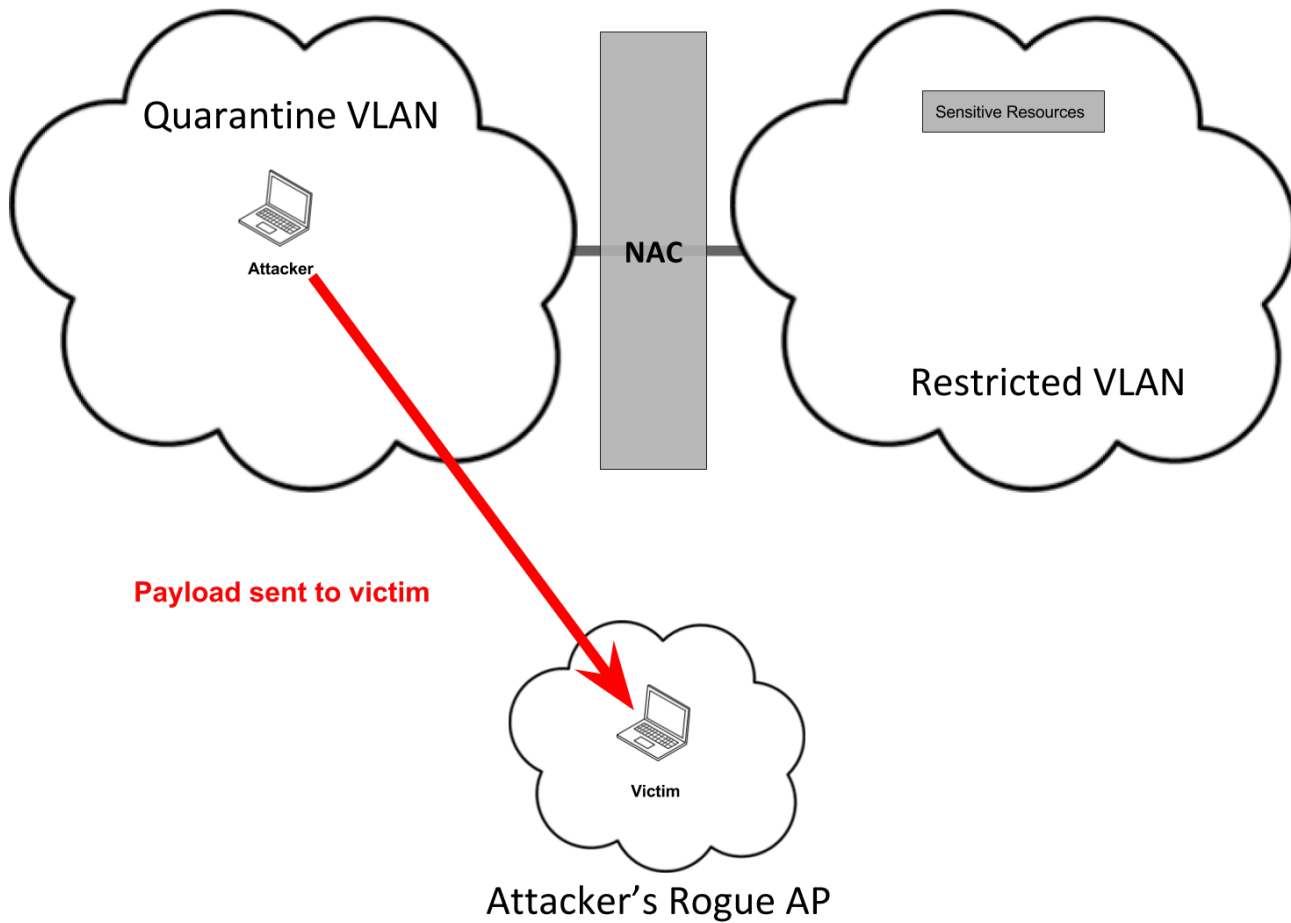 Quarantine VLAN
Attacker
NAC
Sensitive Resources
Restricted VLAN
Payload sent to victim
Victim
Attacker’s Rogue AP